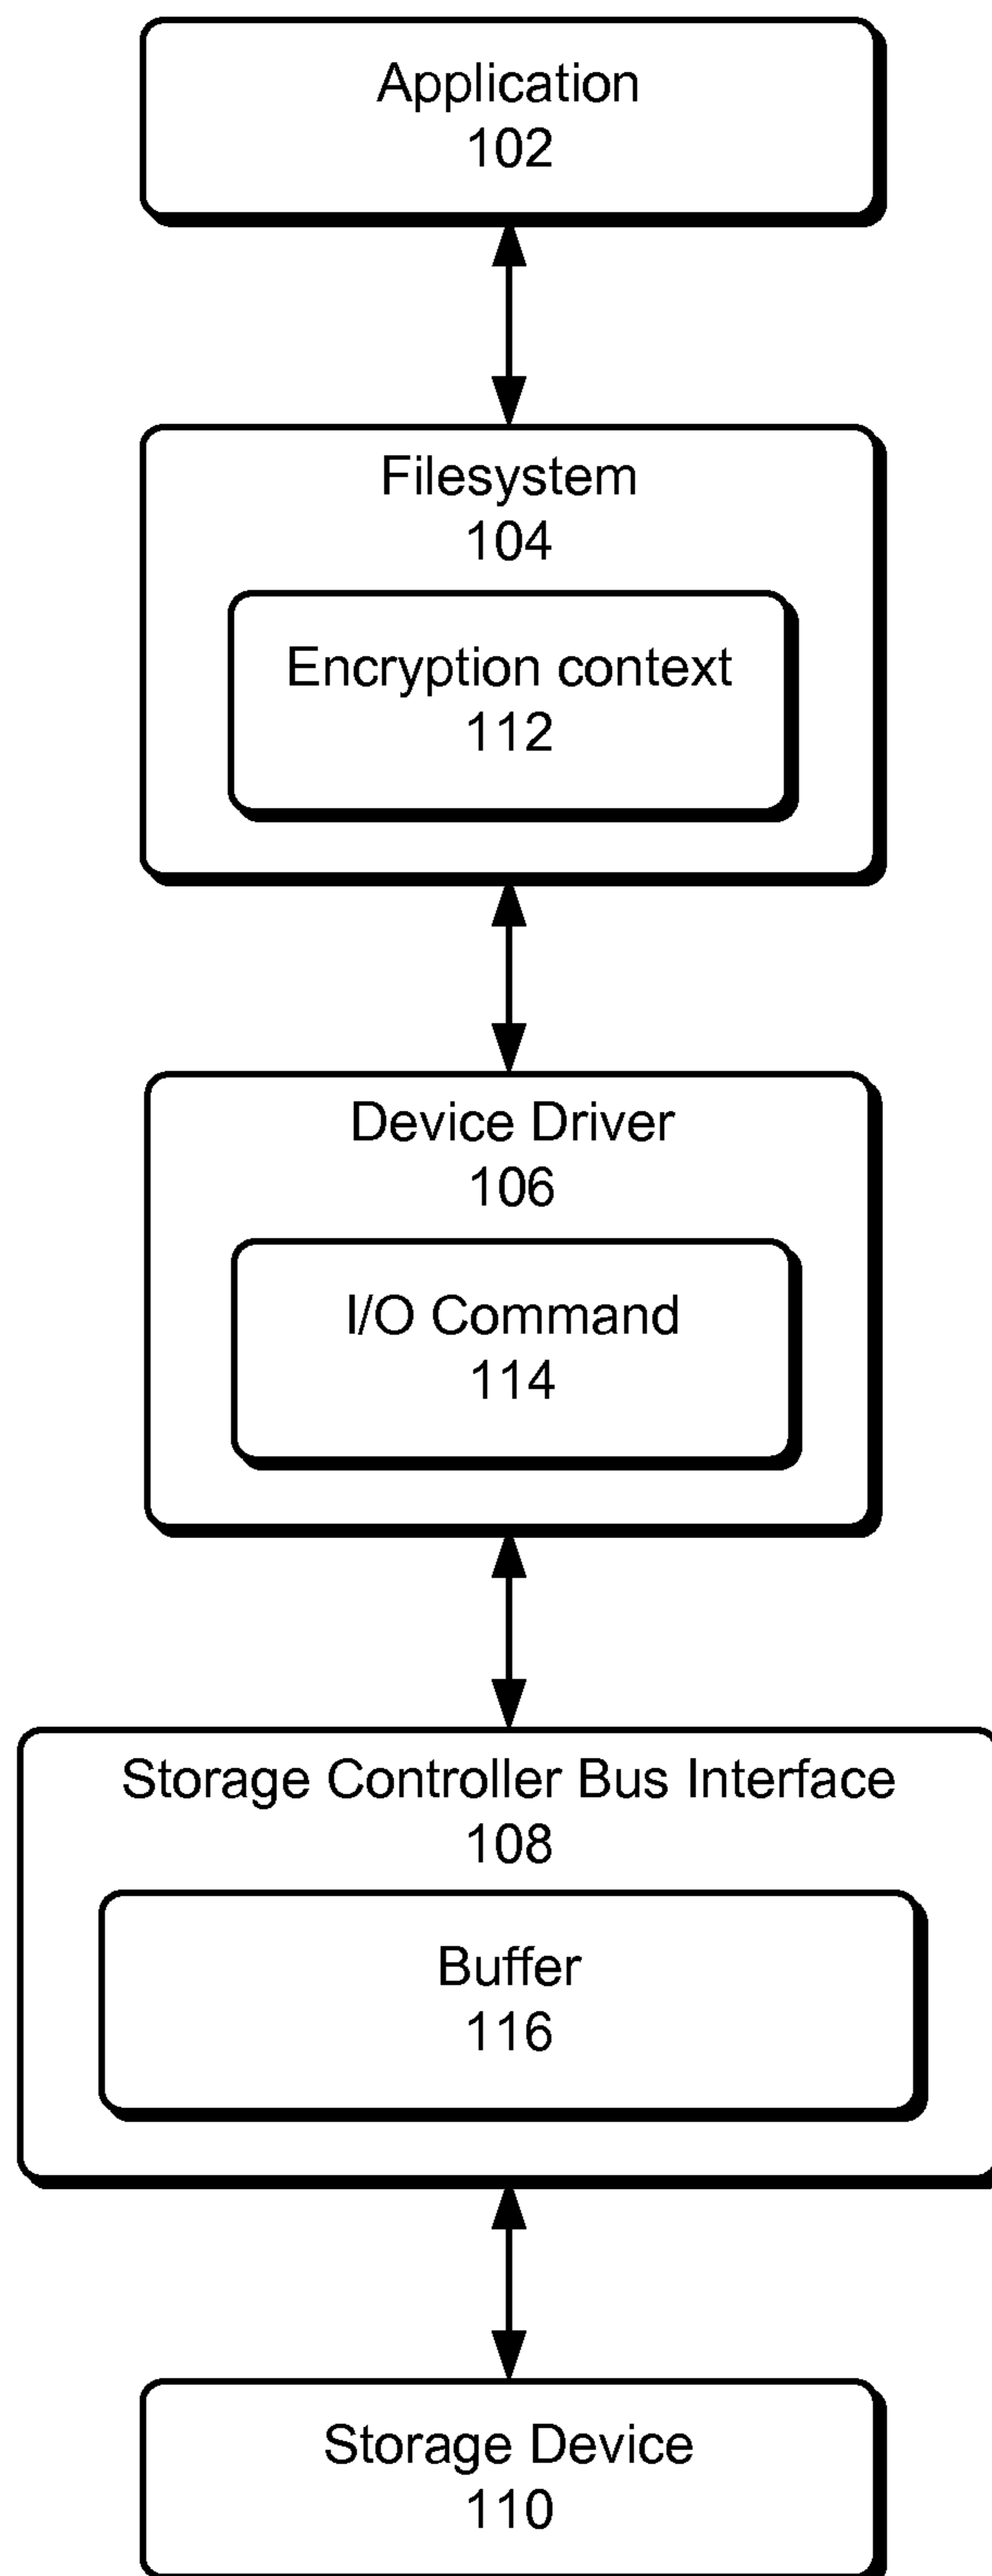 Application
102
Filesystem
104
Encryption context
112
Device Driver
106
I/O Command
114
Storage Controller Bus Interface
108
Buffer
116
Storage Device
110